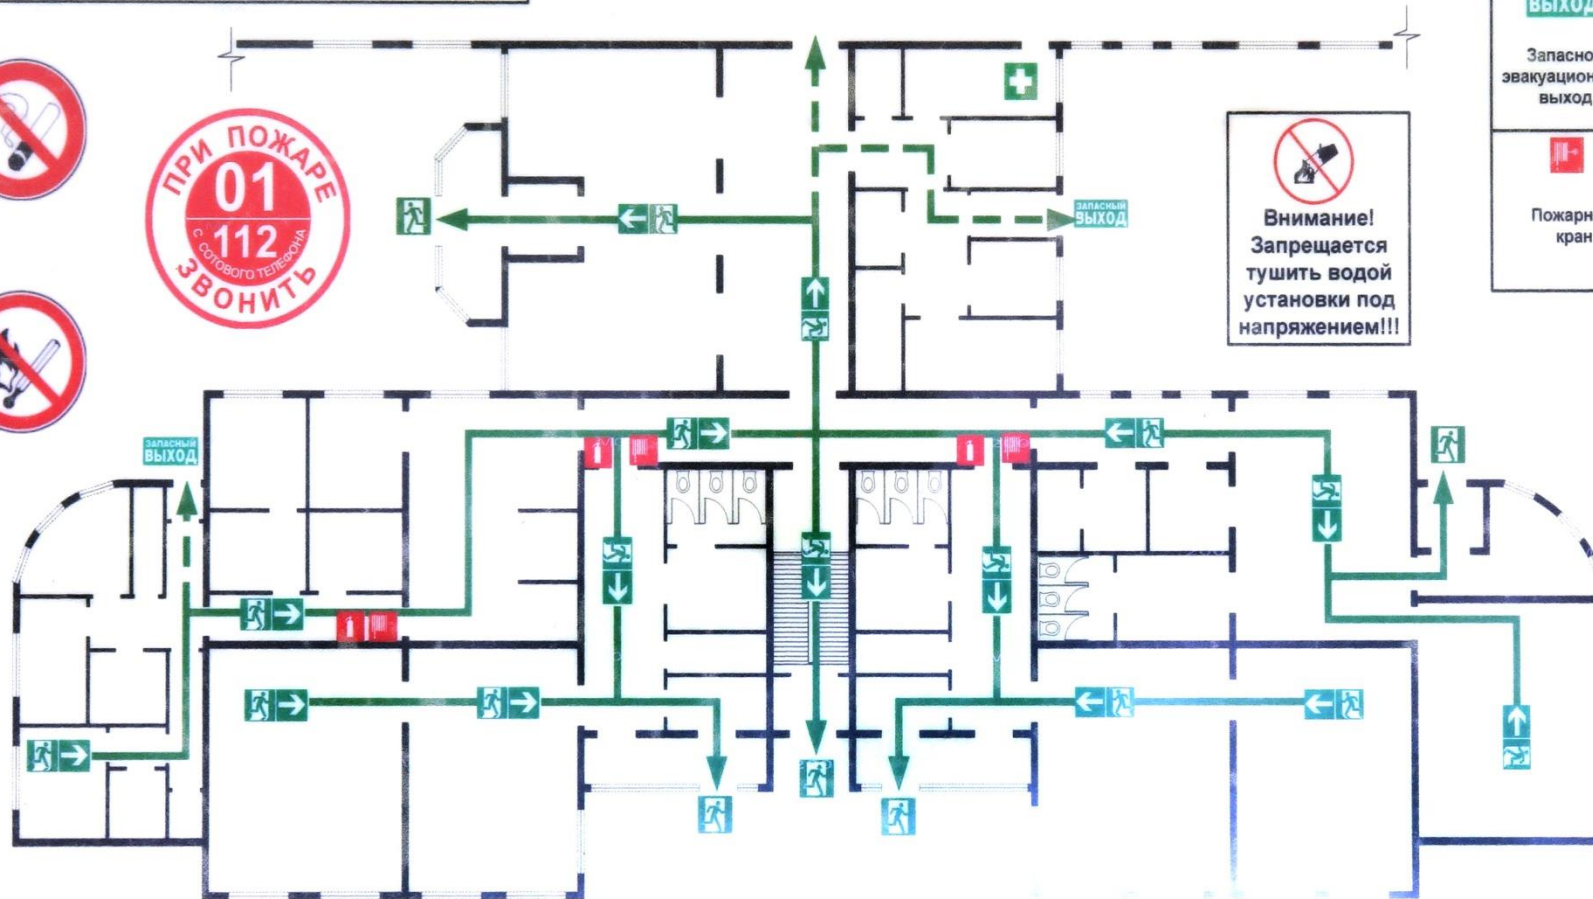 ВЫХОД
Запасно
эвакуацион
выход
Пожарн
кран
ПРИ ПОЖАРЕ
01
112
С СОТОВОГО ТЕЛЕФОНА
ЗВОНИТЬ
Внимание!
Запрещается
тушить водой
установки под
напряжением!!!
ЗАПАСНЫЙ
ВЫХОД
ЗАПАСНЫЙ
ВЫХОД